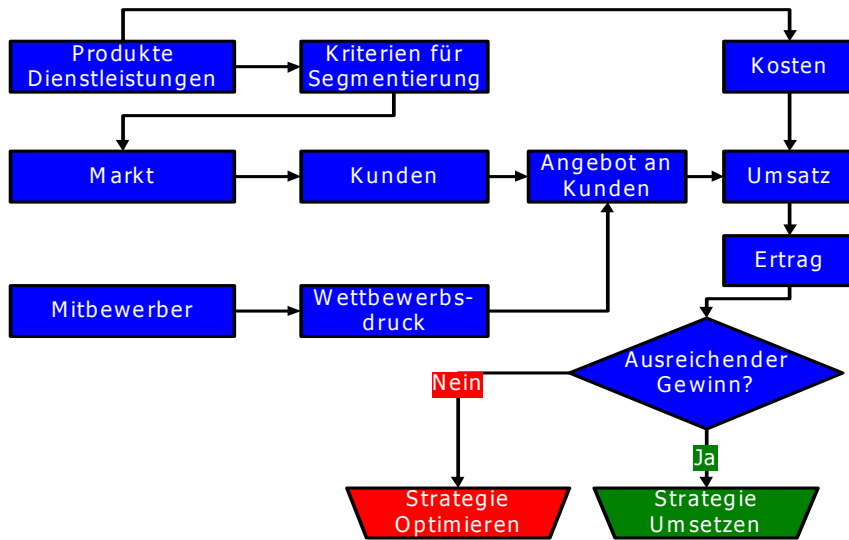 Produkte
Dienstleistungen
Kriterien für
Segmentierung
Kosten
Markt
Kunden
Angebot an
Kunden
Umsatz
Ertrag
Mitbewerber
Wettbewerbs-
druck
Ausreichender
Gewinn?
Nein
Ja
Strategie
Optimieren
Strategie
Umsetzen